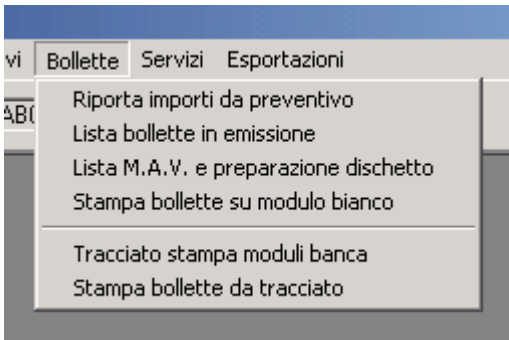 vi Bollette Servizi Esportazioni
Riporta importi da preventivo
Lista bollette in emissione
Lista M.A.V. e preparazione dischetto
Stampa bollette su modulo bianco
Tracciato stampa moduli banca
Stampa bollette da tracciato